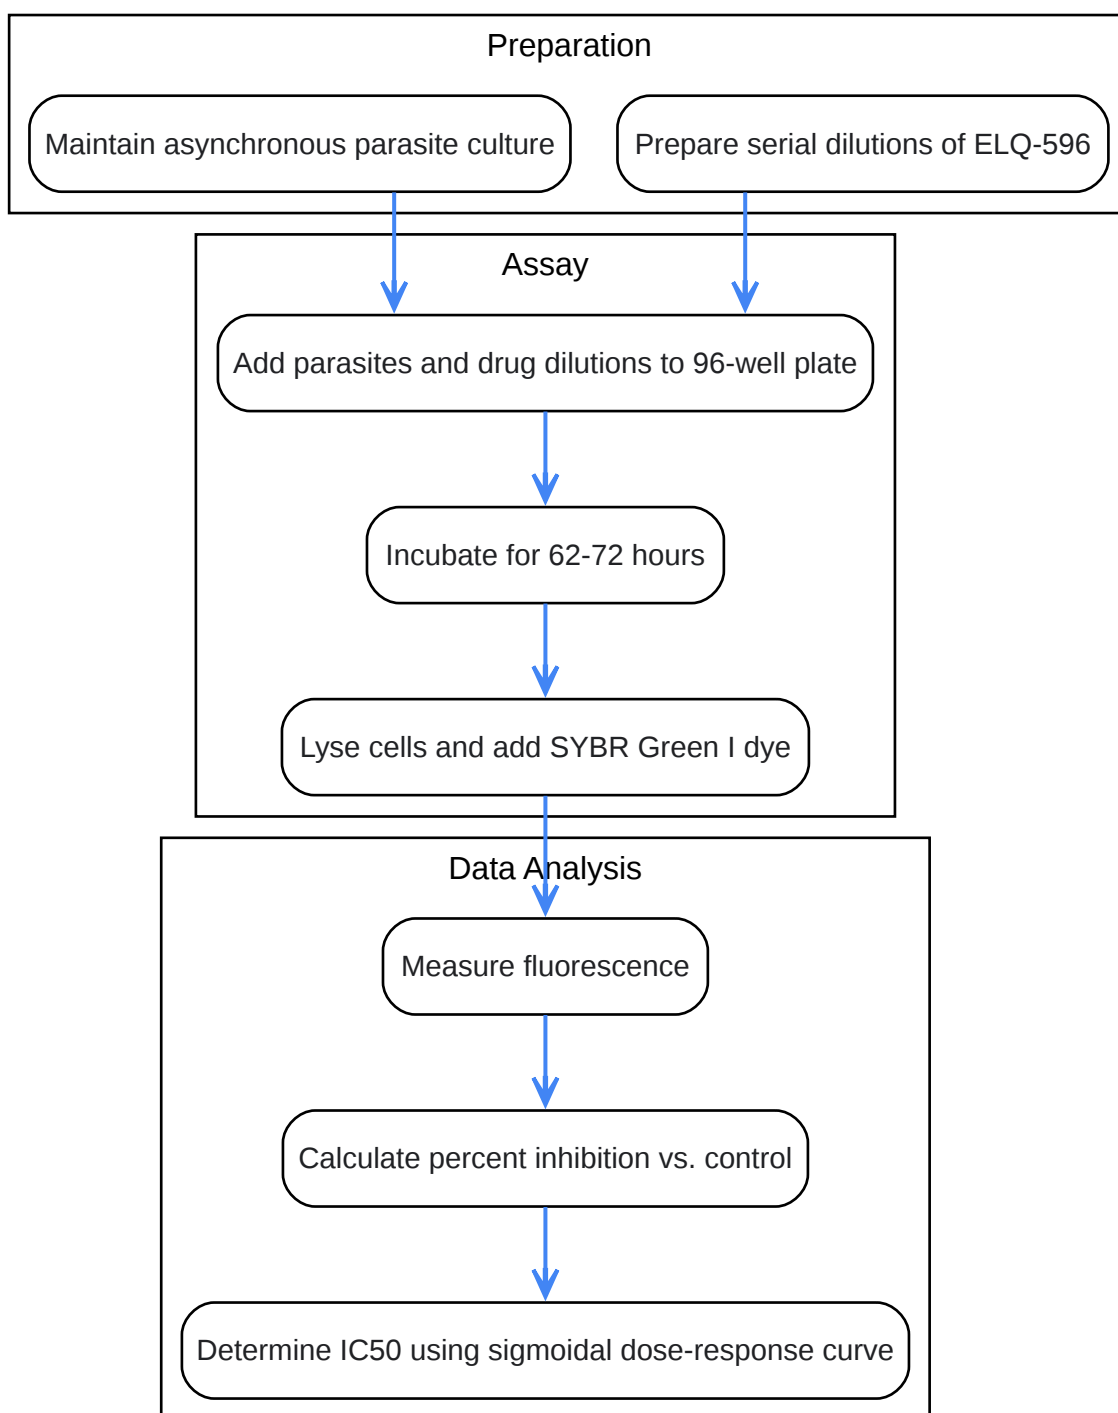 Preparation
Maintain asynchronous parasite culture
Prepare serial dilutions of ELQ-596
Assay
Add parasites and drug dilutions to 96-well plate
Incubate for 62-72 hours
Lyse cells and add SYBR Green I dye
Data Analysis
Measure fluorescence
Calculate percent inhibition vs. control
Determine IC50 using sigmoidal dose-response curve